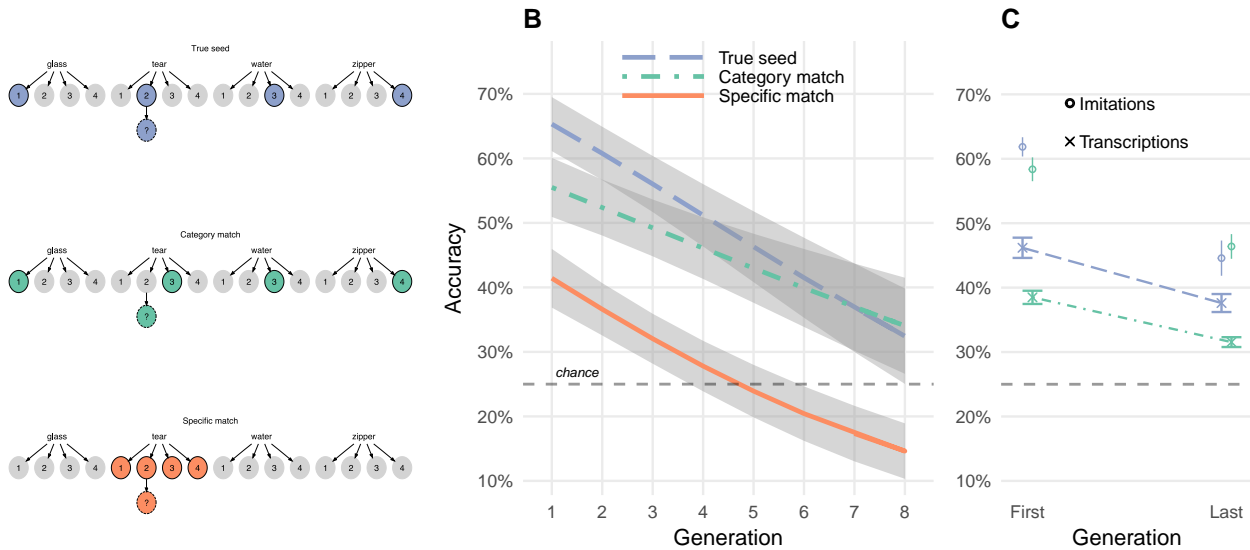 True seed
glass tear water zipper
1 2 3 4 1 2 3 4 1 2 3 4 1 2 3 4
?
Category match
glass tear water zipper
1 2 3 4 1 2 3 4 1 2 3 4 1 2 3 4
?
Specific match
glass tear water zipper
1 2 3 4 1 2 3 4 1 2 3 4 1 2 3 4
?
B
True seed
Category match
Specific match
Accuracy
70%
60%
50%
40%
30%
20%
10%
chance
1 2 3 4 5 6 7 8
Generation
C
Imitations
Transcriptions
70%
60%
50%
40%
30%
20%
10%
First Last
Generation